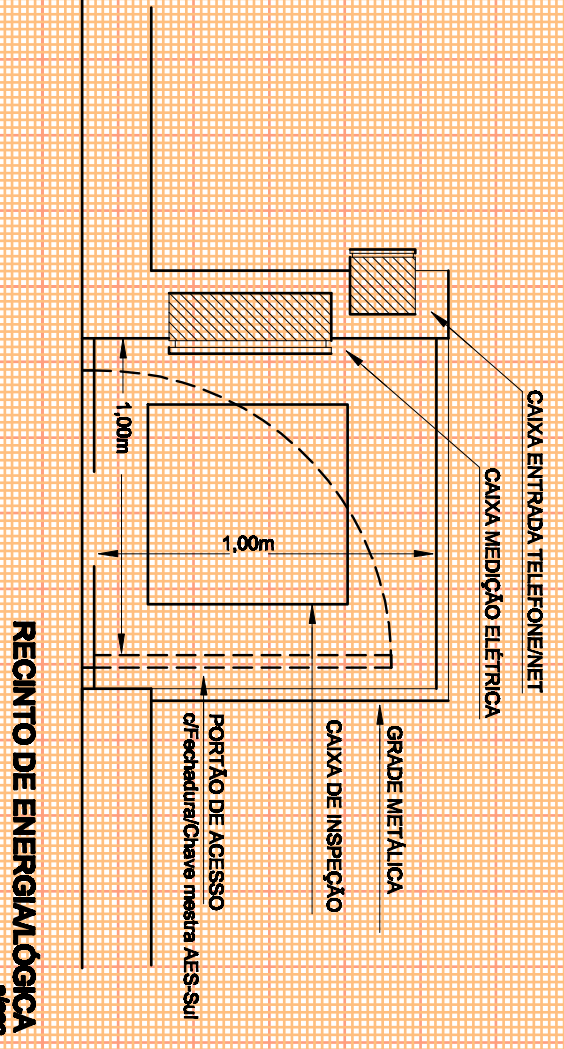 CAIXA ENTRADA TELEFONE/NET
CAIXA MEDIÇÃO ELÉTRICA
1,00m
1,00m
GRADE METÁLICA
CAIXA DE INSPEÇÃO
PORTÃO DE ACESSO
c/Fechadura/Chave mestra AES-Sul
RECINTO DE ENERGIA/LÓGICA